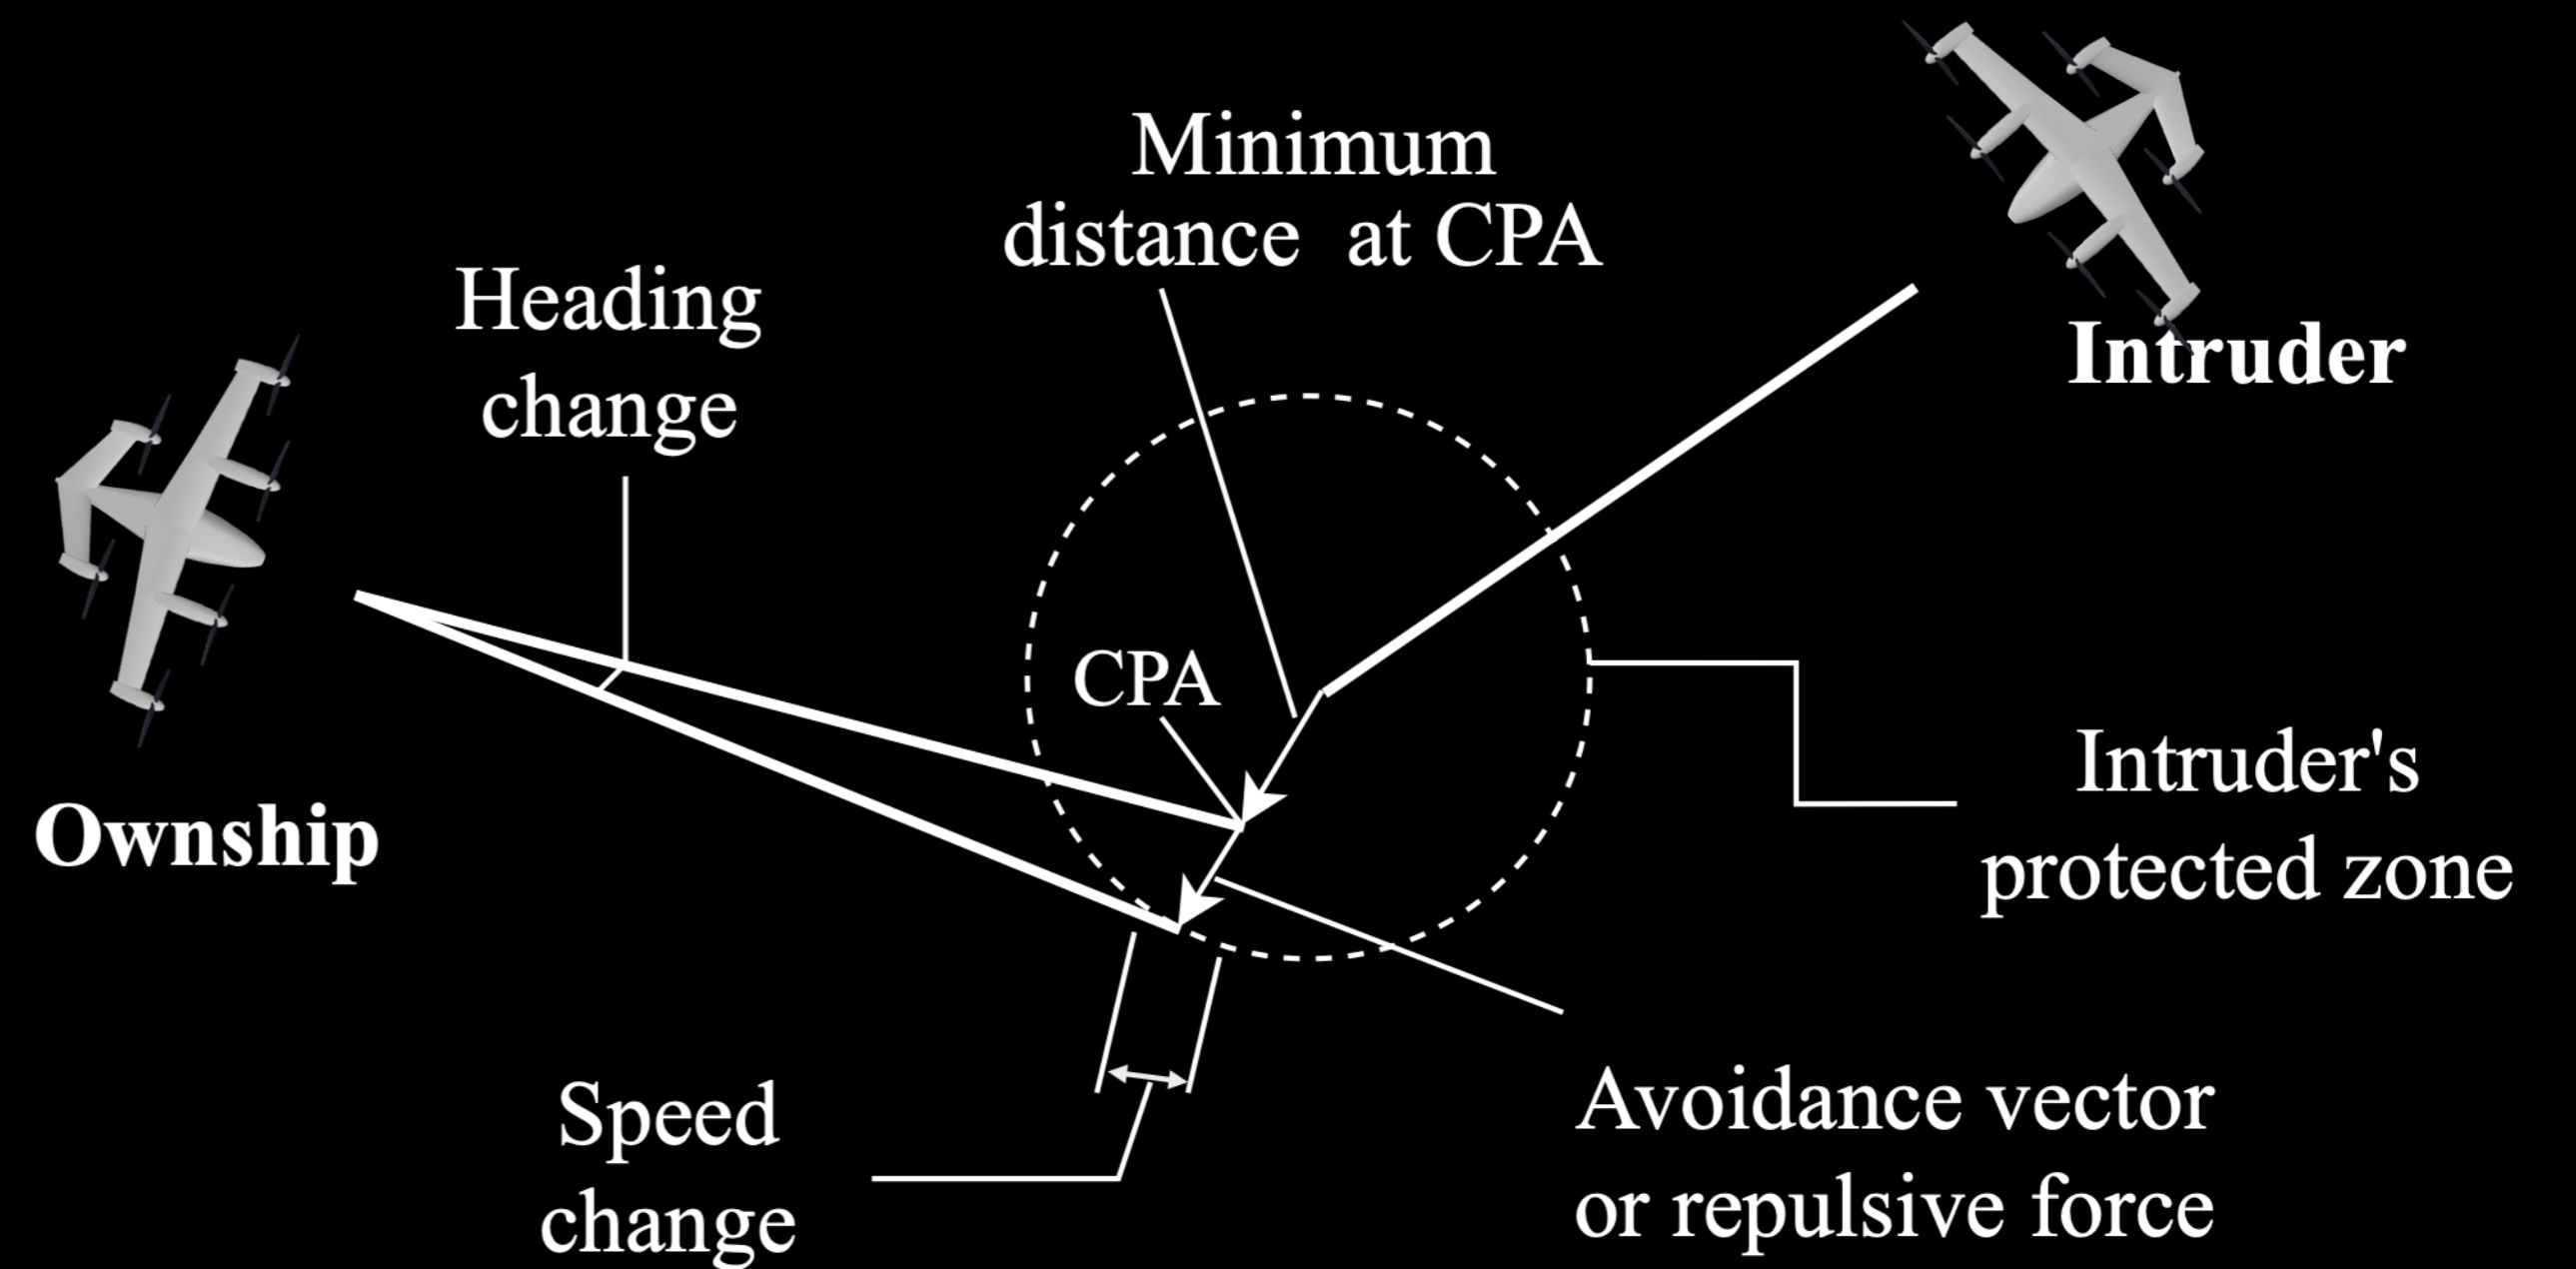 Minimum
distance at CPA
Heading
change
Intruder
CPA
Ownship
Intruder's
protected zone
Speed
change
Avoidance vector
or repulsive force